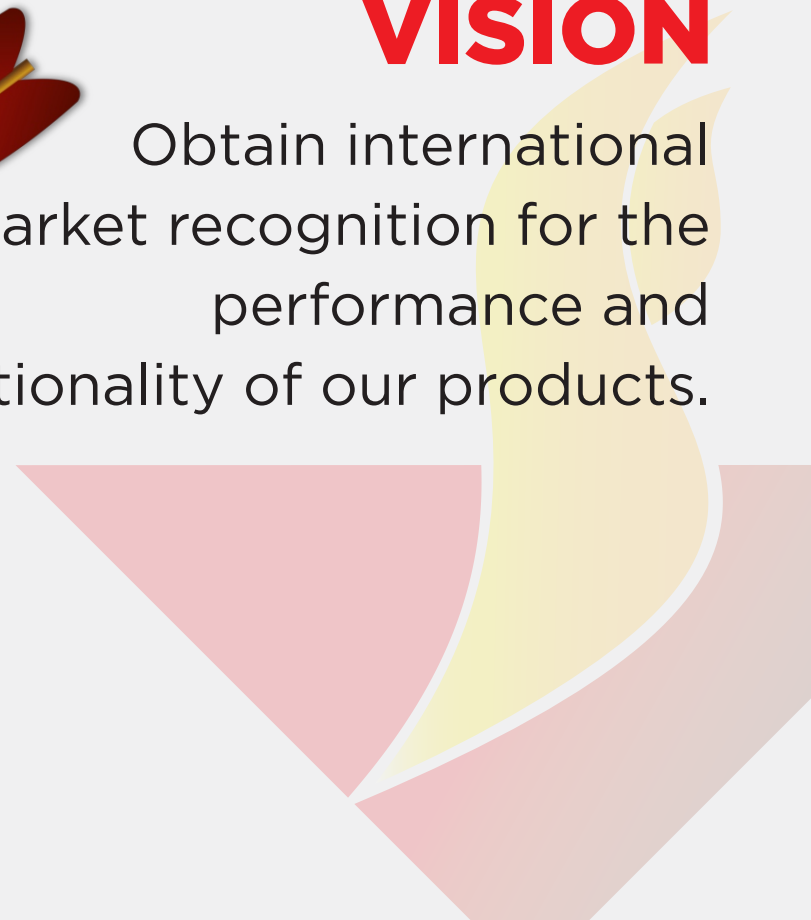 VISION
Obtain international
arket recognition for the
performance and
tionality of our products.